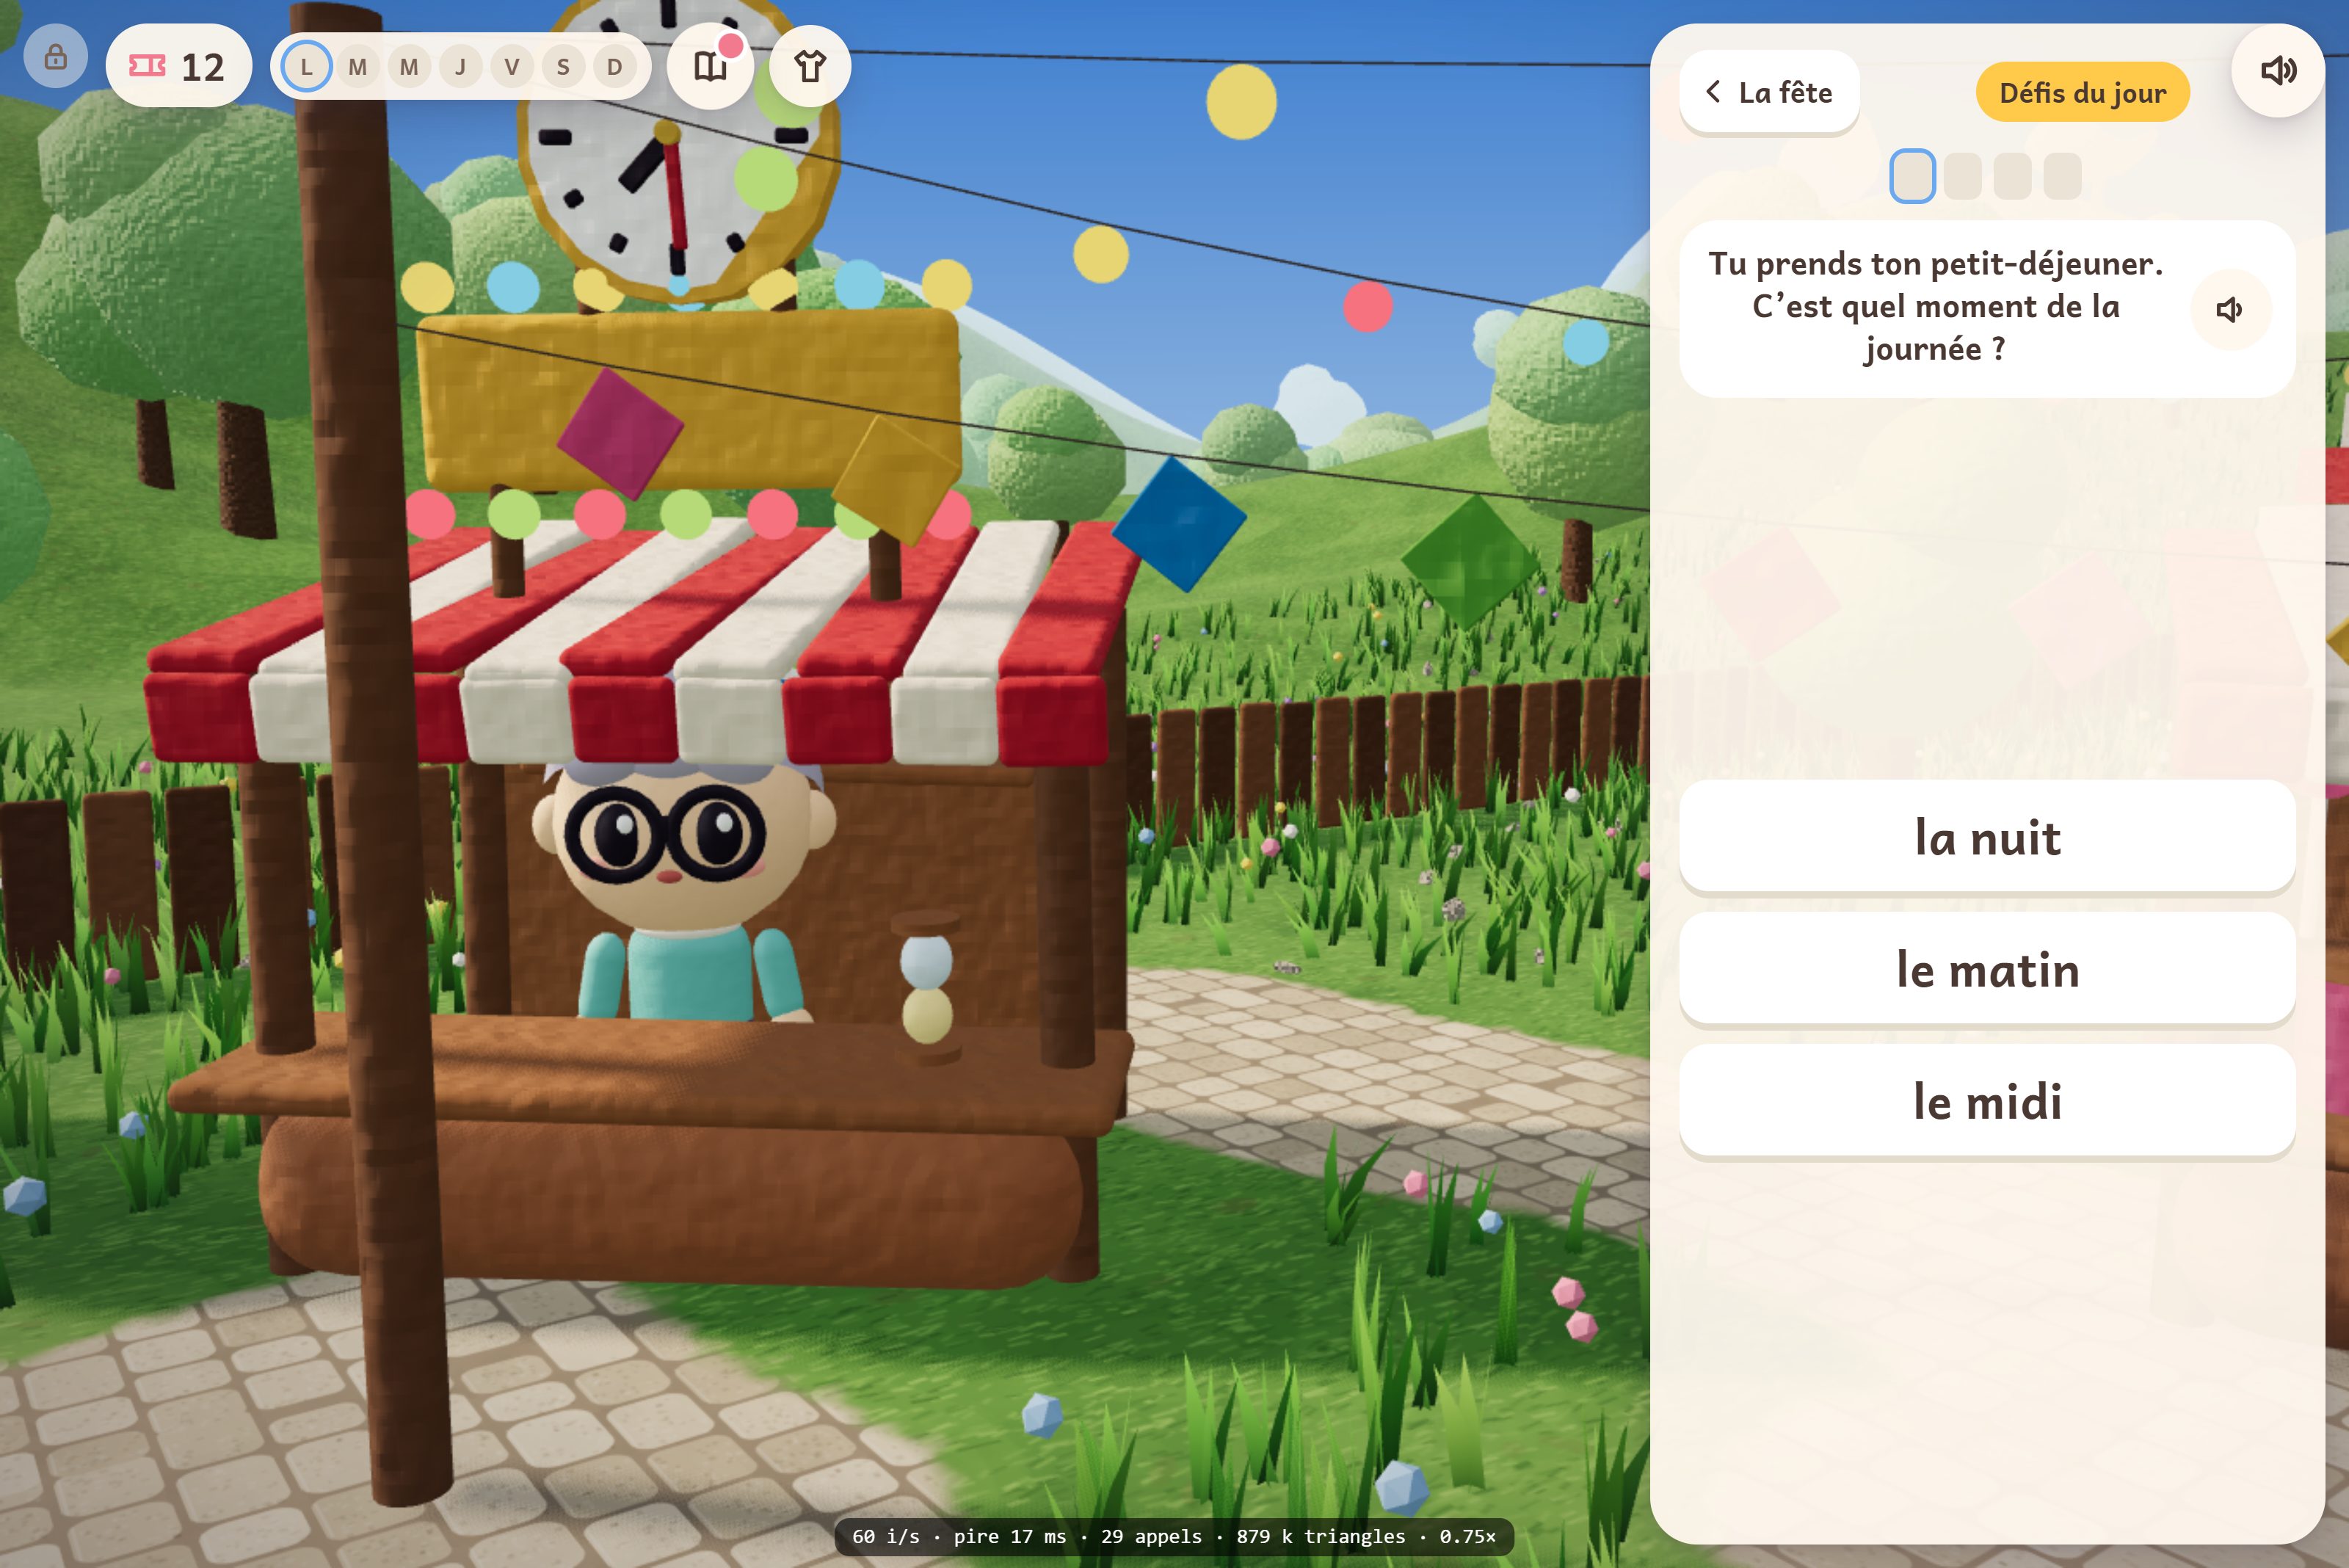 12
L M M J V S D
La fête
Défis du jour
Tu prends ton petit-déjeuner.
C’est quel moment de la
journée ?
la nuit
le matin
le midi
60 i/s · pire 17 ms · 29 appels · 879 k triangles · 0.75×